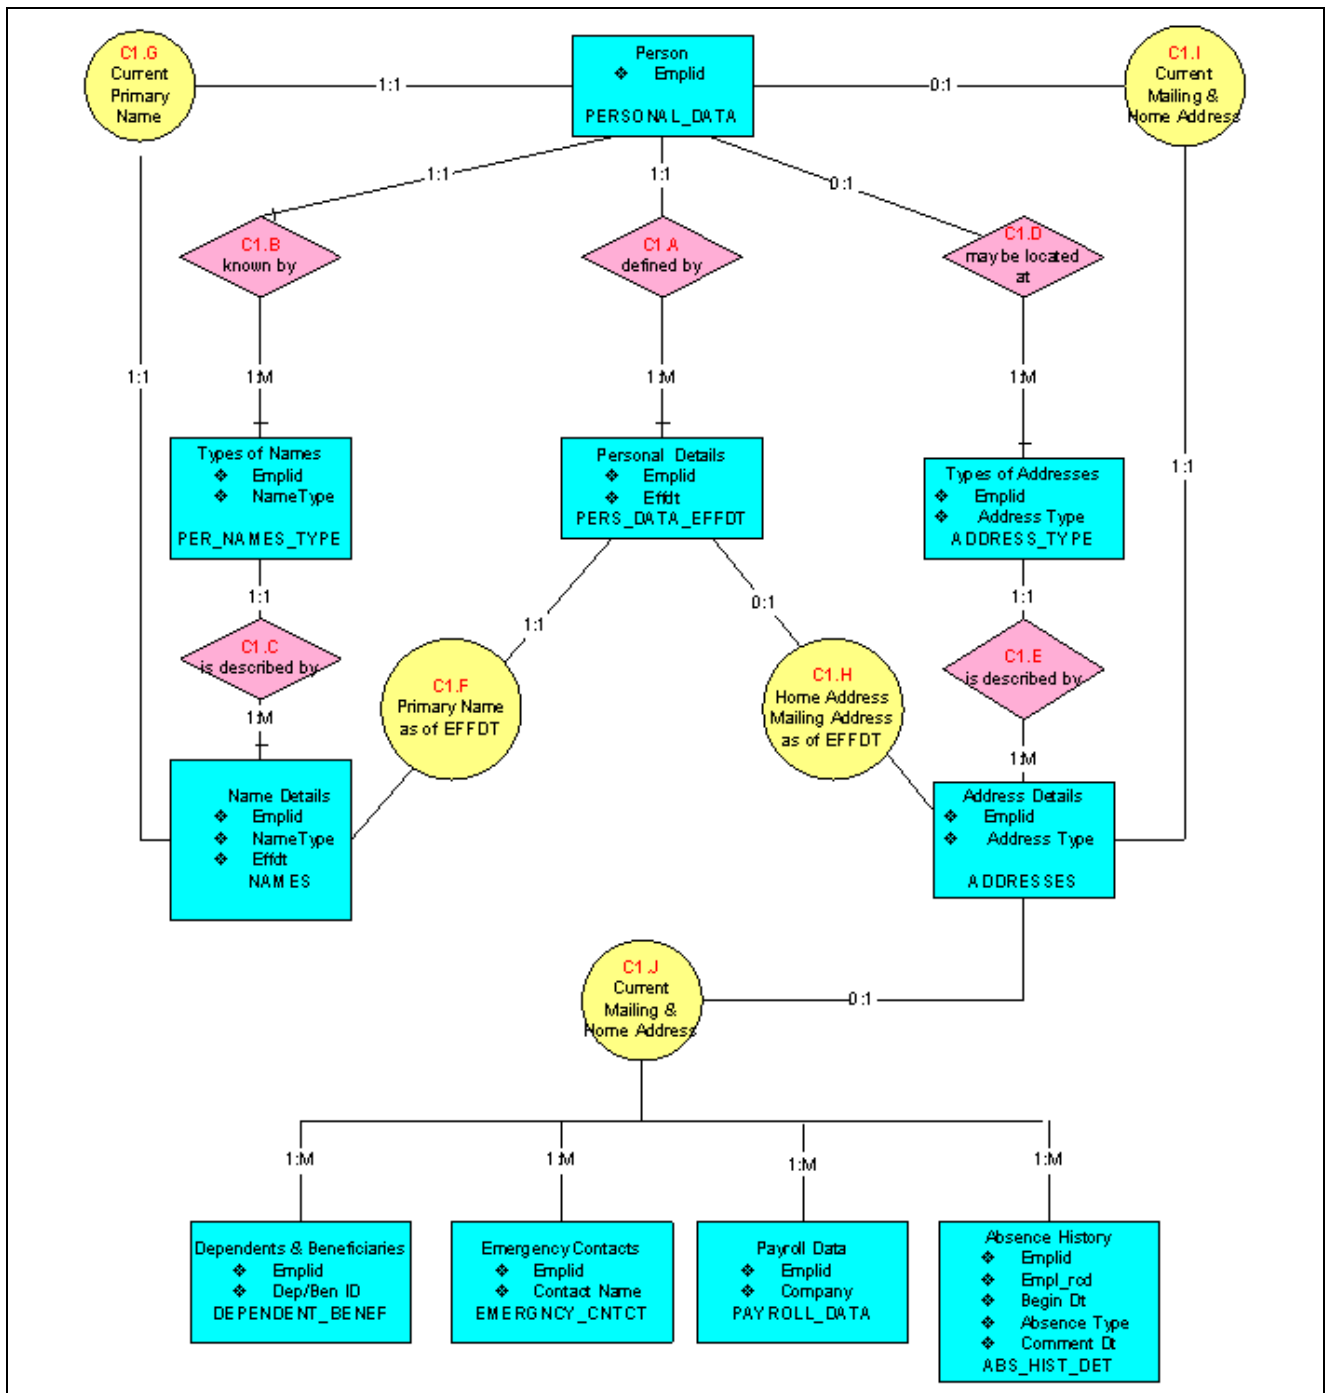 C1.G
Current
Primary
Name
1:1
Person
❖ Emplid
PERSONAL_DATA
0:1
C1.I
Current
Mailing &
Home Address
1:1
1:1
0:1
C1.B
known by
C1.A
defined by
C1.D
may be located
at
1:1
1:M
1:M
1:M
1:1
Types of Names
❖ Emplid
❖ NameType
PER_NAMES_TYPE
Personal Details
❖ Emplid
❖ Effdt
PERS_DATA_EFFDT
Types of Addresses
❖ Emplid
❖ Address Type
ADDRESS_TYPE
1:1
1:1
0:1
1:1
C1.C
is described by
C1.F
Primary Name
as of EFFDT
C1.H
Home Address
Mailing Address
as of EFFDT
C1.E
is described by
1:M
1:M
Name Details
❖ Emplid
❖ NameType
❖ Effdt
NAMES
Address Details
❖ Emplid
❖ Address Type
ADDRESSES
C1.J
Current
Mailing &
Home Address
0:1
1:M
1:M
1:M
1:M
Dependents & Beneficiaries
❖ Emplid
❖ Dep/Ben ID
DEPENDENT_BENEF
Emergency Contacts
❖ Emplid
❖ Contact Name
EMERGNCY_CNTCT
Payroll Data
❖ Emplid
❖ Company
PAYROLL_DATA
Absence History
❖ Emplid
❖ Empl_rcd
❖ Begin Dt
❖ Absence Type
❖ Comment Dt
ABS_HIST_DET